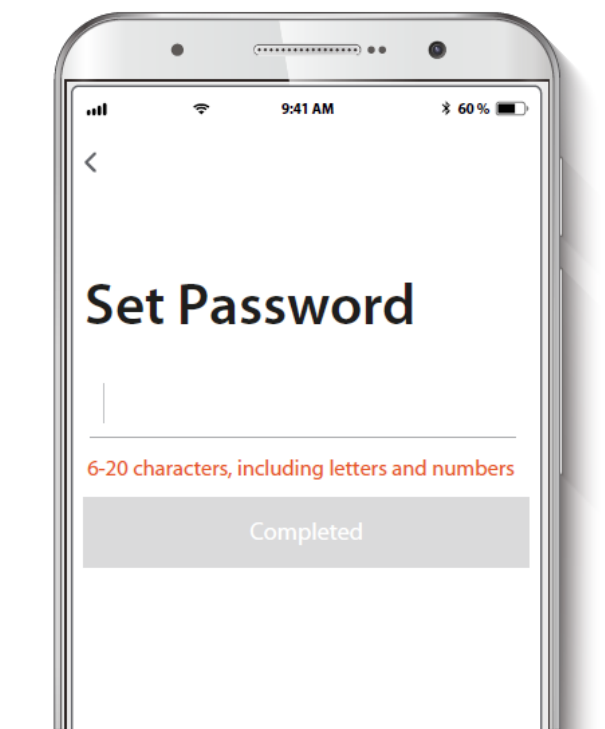 9:41 AM 60 %
Set Password
6-20 characters, including letters and numbers
Completed